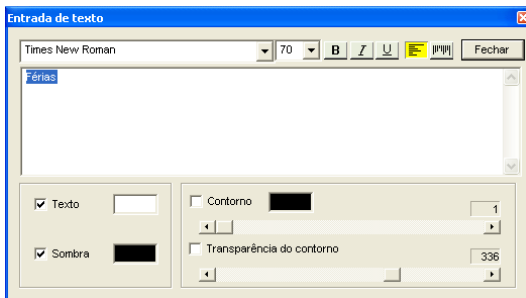 Entrada de texto
Times New Roman 70 B I U Fechar
Férias
Texto
Sombra
Contorno
1
Transparência do contorno
336